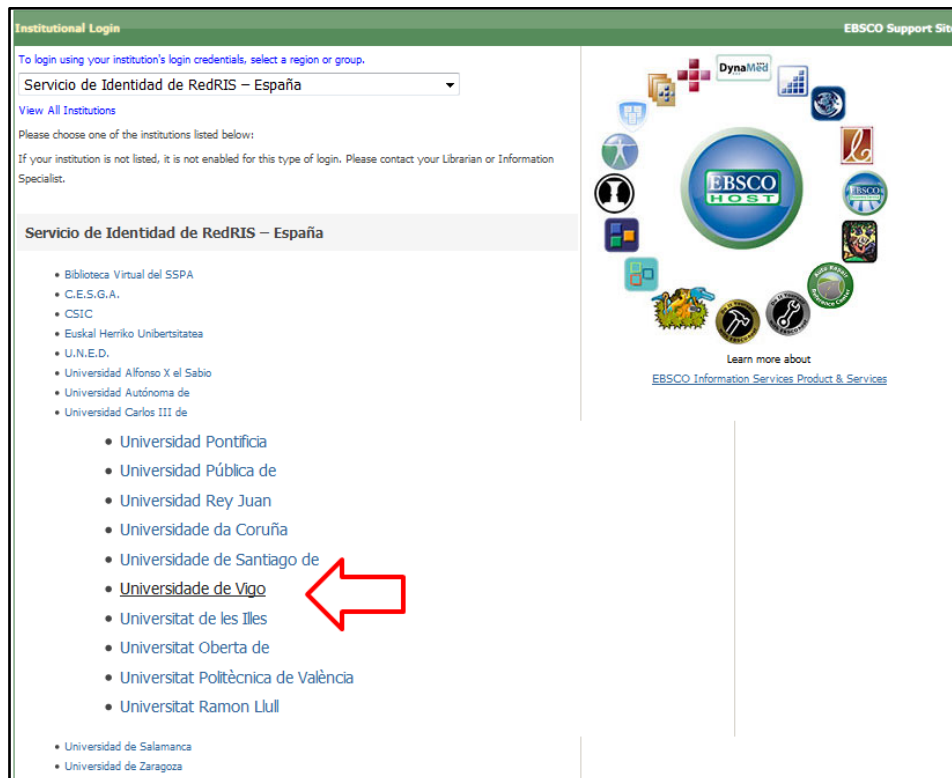 Institutional Login
EBSCO Support Site
To login using your institution's login credentials, select a region or group.
Servicio de Identidad de RedRIS – España
View All Institutions
Please choose one of the institutions listed below:
If your institution is not listed, it is not enabled for this type of login. Please contact your Librarian or Information
Specialist.
Servicio de Identidad de RedRIS – España
• Biblioteca Virtual del SSPA
• C.E.S.G.A.
• CSIC
• Euskal Herriko Unibertsitatea
• U.N.E.D.
• Universidad Alfonso X el Sabio
• Universidad Autónoma de
• Universidad Carlos III de
• Universidad Pontificia
• Universidad Pública de
• Universidad Rey Juan
• Universidade da Coruña
• Universidade de Santiago de
• Universidade de Vigo
• Universitat de les Illes
• Universitat Oberta de
• Universitat Politècnica de València
• Universitat Ramon Llull
• Universidad de Salamanca
• Universidad de Zaragoza
DynaMed
EBSCO
HOST
EBSCO
Auto Repair
Reference Center
Learn more about
EBSCO Information Services Product & Services